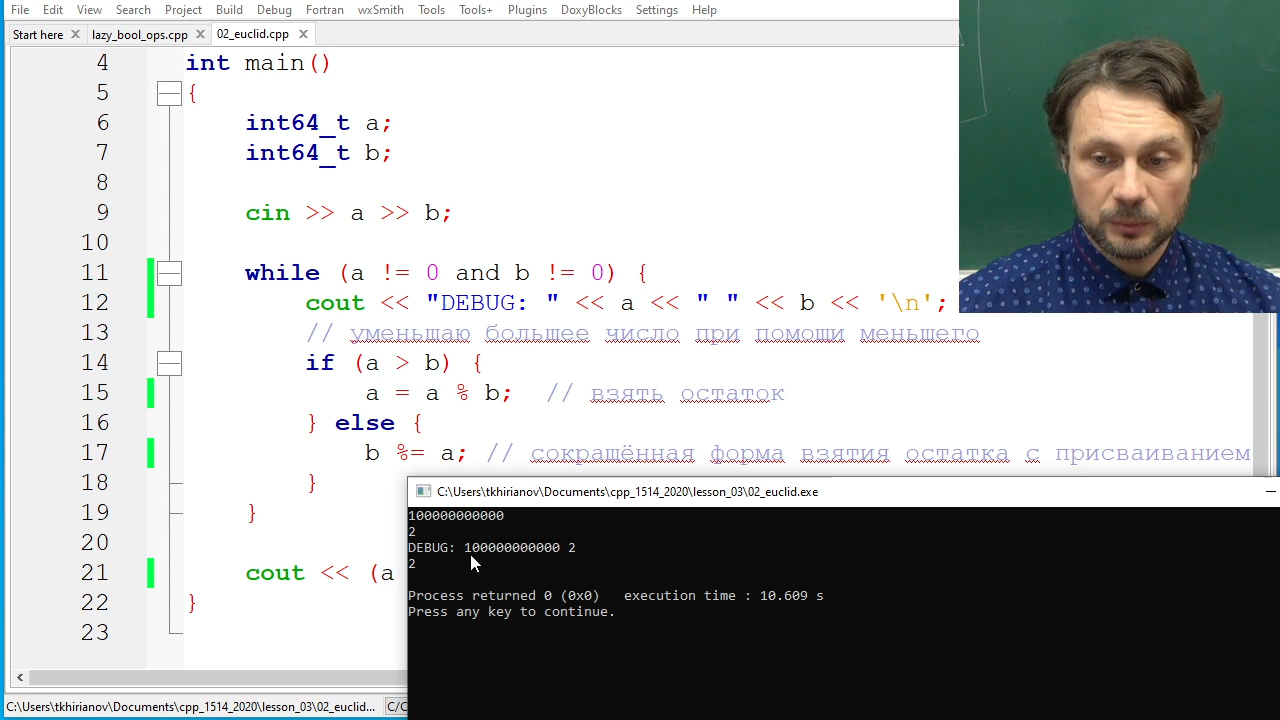 File Edit View Search Project Build Debug Fortran wxSmith Tools Tools+ Plugins DoxyBlocks Settings Help
Start here lazy_bool_ops.cpp 02_euclid.cpp
4 int main()
5 {
6 int64_t a;
7 int64_t b;
8
9 cin >> a >> b;
10
11 while (a != 0 and b != 0) {
12 cout << "DEBUG: " << a << " " << b << '\n';
13 // уменьшаю большее число при помощи меньшего
14 if (a > b) {
15 a = a % b; // взять остаток
16 } else {
17 b %= a; // сокращённая форма взятия остатка с присваиванием
18 }
19 }
20
21 cout << (a
22 }
23
C:\Users\tkhirianov\Documents\cpp_1514_2020\lesson_03\02_euclid.exe
100000000000
2
DEBUG: 100000000000 2
2
Process returned 0 (0x0) execution time : 10.609 s
Press any key to continue.
C:\Users\tkhirianov\Documents\cpp_1514_2020\lesson_03\02_euclid... C/C